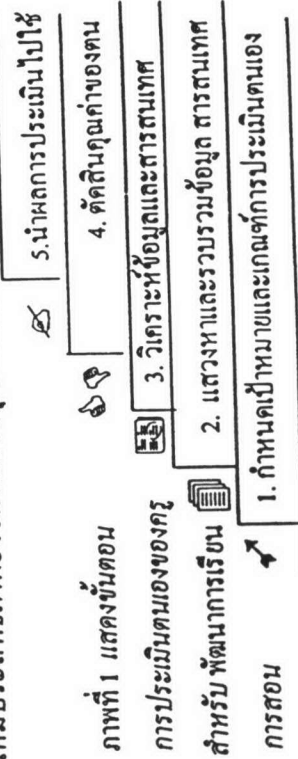 5.นำผลการประเมินไปใช้
ภาพที่ 1 แสดงขั้นตอน
4. ตัดสินคุณค่าของตน
การประเมินตนเองของครู
3. วิเคราะห์ข้อมูลและสารสนเทศ
สำหรับ พัฒนาการเรียน
2. แสวงหาและรวบรวมข้อมูล สารสนเทศ
การสอน
1. กำหนดเป้าหมายและเกณฑ์การประเมินตนเอง